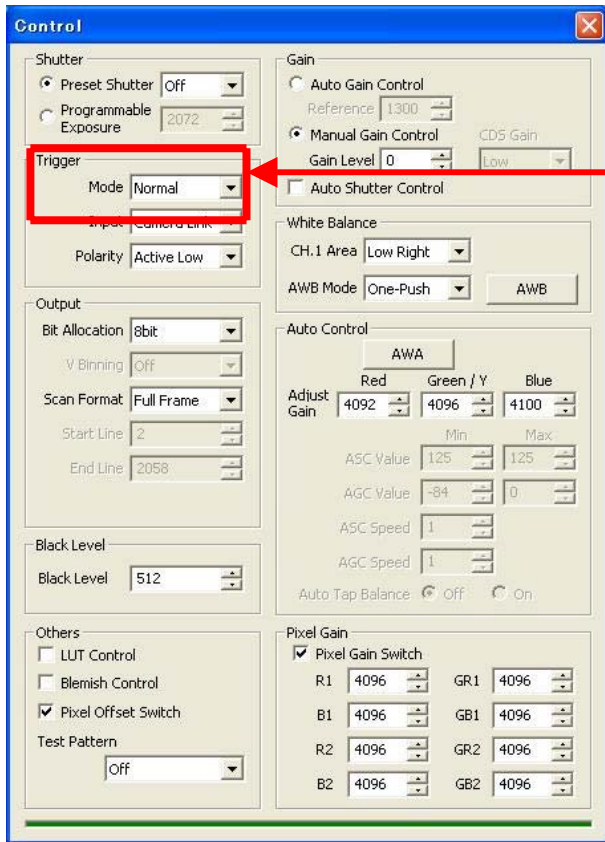 Control
Shutter
Preset Shutter Off
Programmable Exposure 2072
Trigger
Mode Normal
Input Camera Link
Polarity Active Low
Output
Bit Allocation 8bit
V Binning Off
Scan Format Full Frame
Start Line 2
End Line 2058
Black Level
Black Level 512
Others
LUT Control
Blemish Control
Pixel Offset Switch
Test Pattern
Off
Gain
Auto Gain Control
Reference 1300
Manual Gain Control CDS Gain
Gain Level 0 Low
Auto Shutter Control
White Balance
CH.1 Area Low Right
AWB Mode One-Push AWB
Auto Control
AWA
Red Green / Y Blue
Adjust Gain 4092 4096 4100
Min Max
ASC Value 125 125
AGC Value -84 0
ASC Speed 1
AGC Speed 1
Auto Tap Balance Off On
Pixel Gain
Pixel Gain Switch
R1 4096 GR1 4096
B1 4096 GB1 4096
R2 4096 GR2 4096
B2 4096 GB2 4096